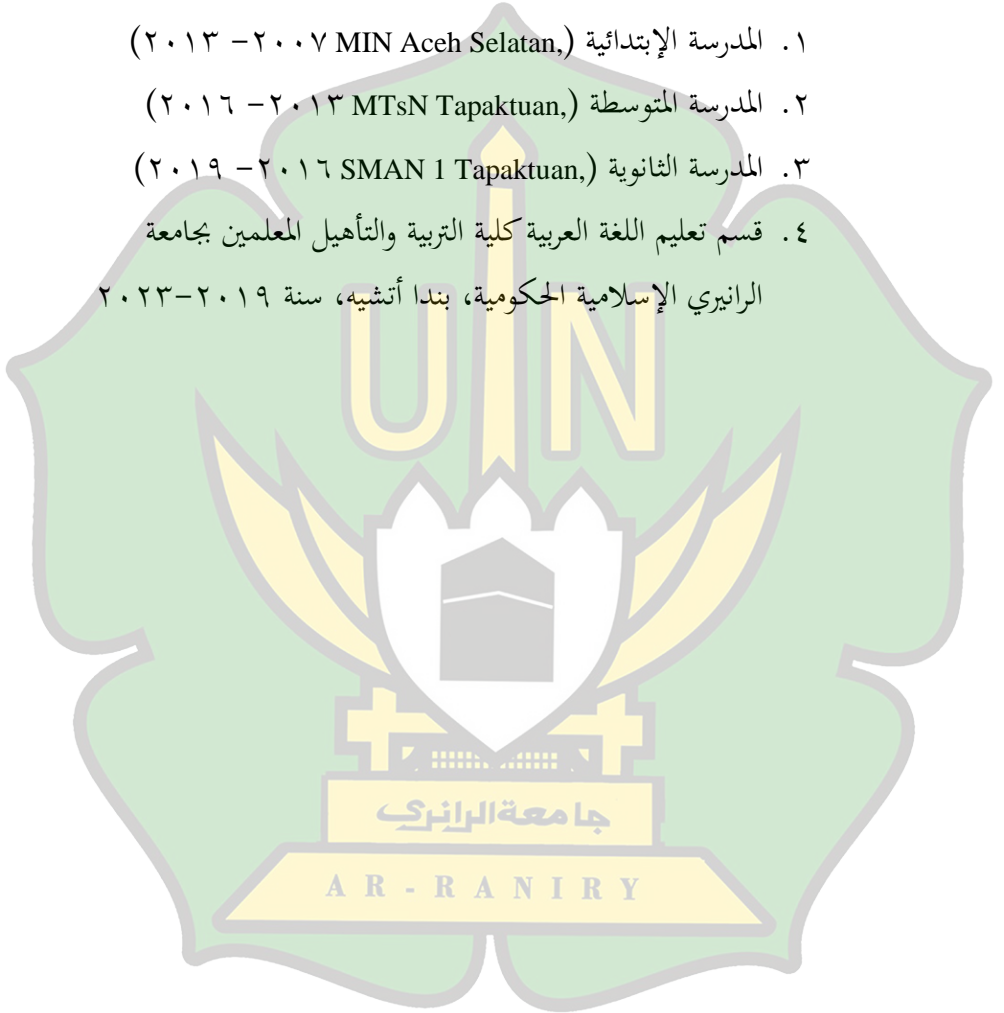 ١. المدرسة الإبتدائية (MIN Aceh Selatan, ٢٠٠٧ – ٢٠١٣)
٢. المدرسة المتوسطة (MTsN Tapaktuan, ٢٠١٣ – ٢٠١٦)
٣. المدرسة الثانوية (SMAN 1 Tapaktuan, ٢٠١٦ – ٢٠١٩)
٤. قسم تعليم اللغة العربية كلية التربية والتأهيل المعلمين بجامعة
الرانيري الإسلامية الحكومية، بندا أتشيه، سنة ٢٠١٩-٢٠٢٣
UIN
جامعة الرانري
AR-RANIRY